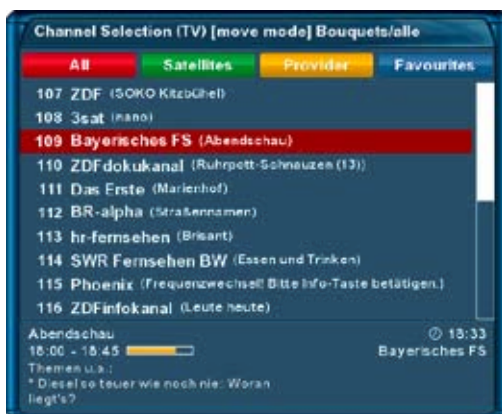 Channel Selection (TV) [move mode] Bouquets/alle
All Satellites Provider Favourites
107 ZDF (SOKO Kitzbühel)
108 3sat (nano)
109 Bayerisches FS (Abendschau)
110 ZDFdokukanal (Ruhrpott-Schnauzen (13))
111 Das Erste (Marienhof)
112 BR-alpha (Straßennamen)
113 hr-fernsehen (Brisant)
114 SWR Fernsehen BW (Essen und Trinken)
115 Phoenix (Frequenzwechsel! Bitte Info-Taste betätigen.)
116 ZDFinfokanal (Leute heute)
Abendschau 18:33
18:00 - 18:45 Bayerisches FS
Themen u.a.:
* Diesel so teuer wie noch nie: Woran
liegt's?